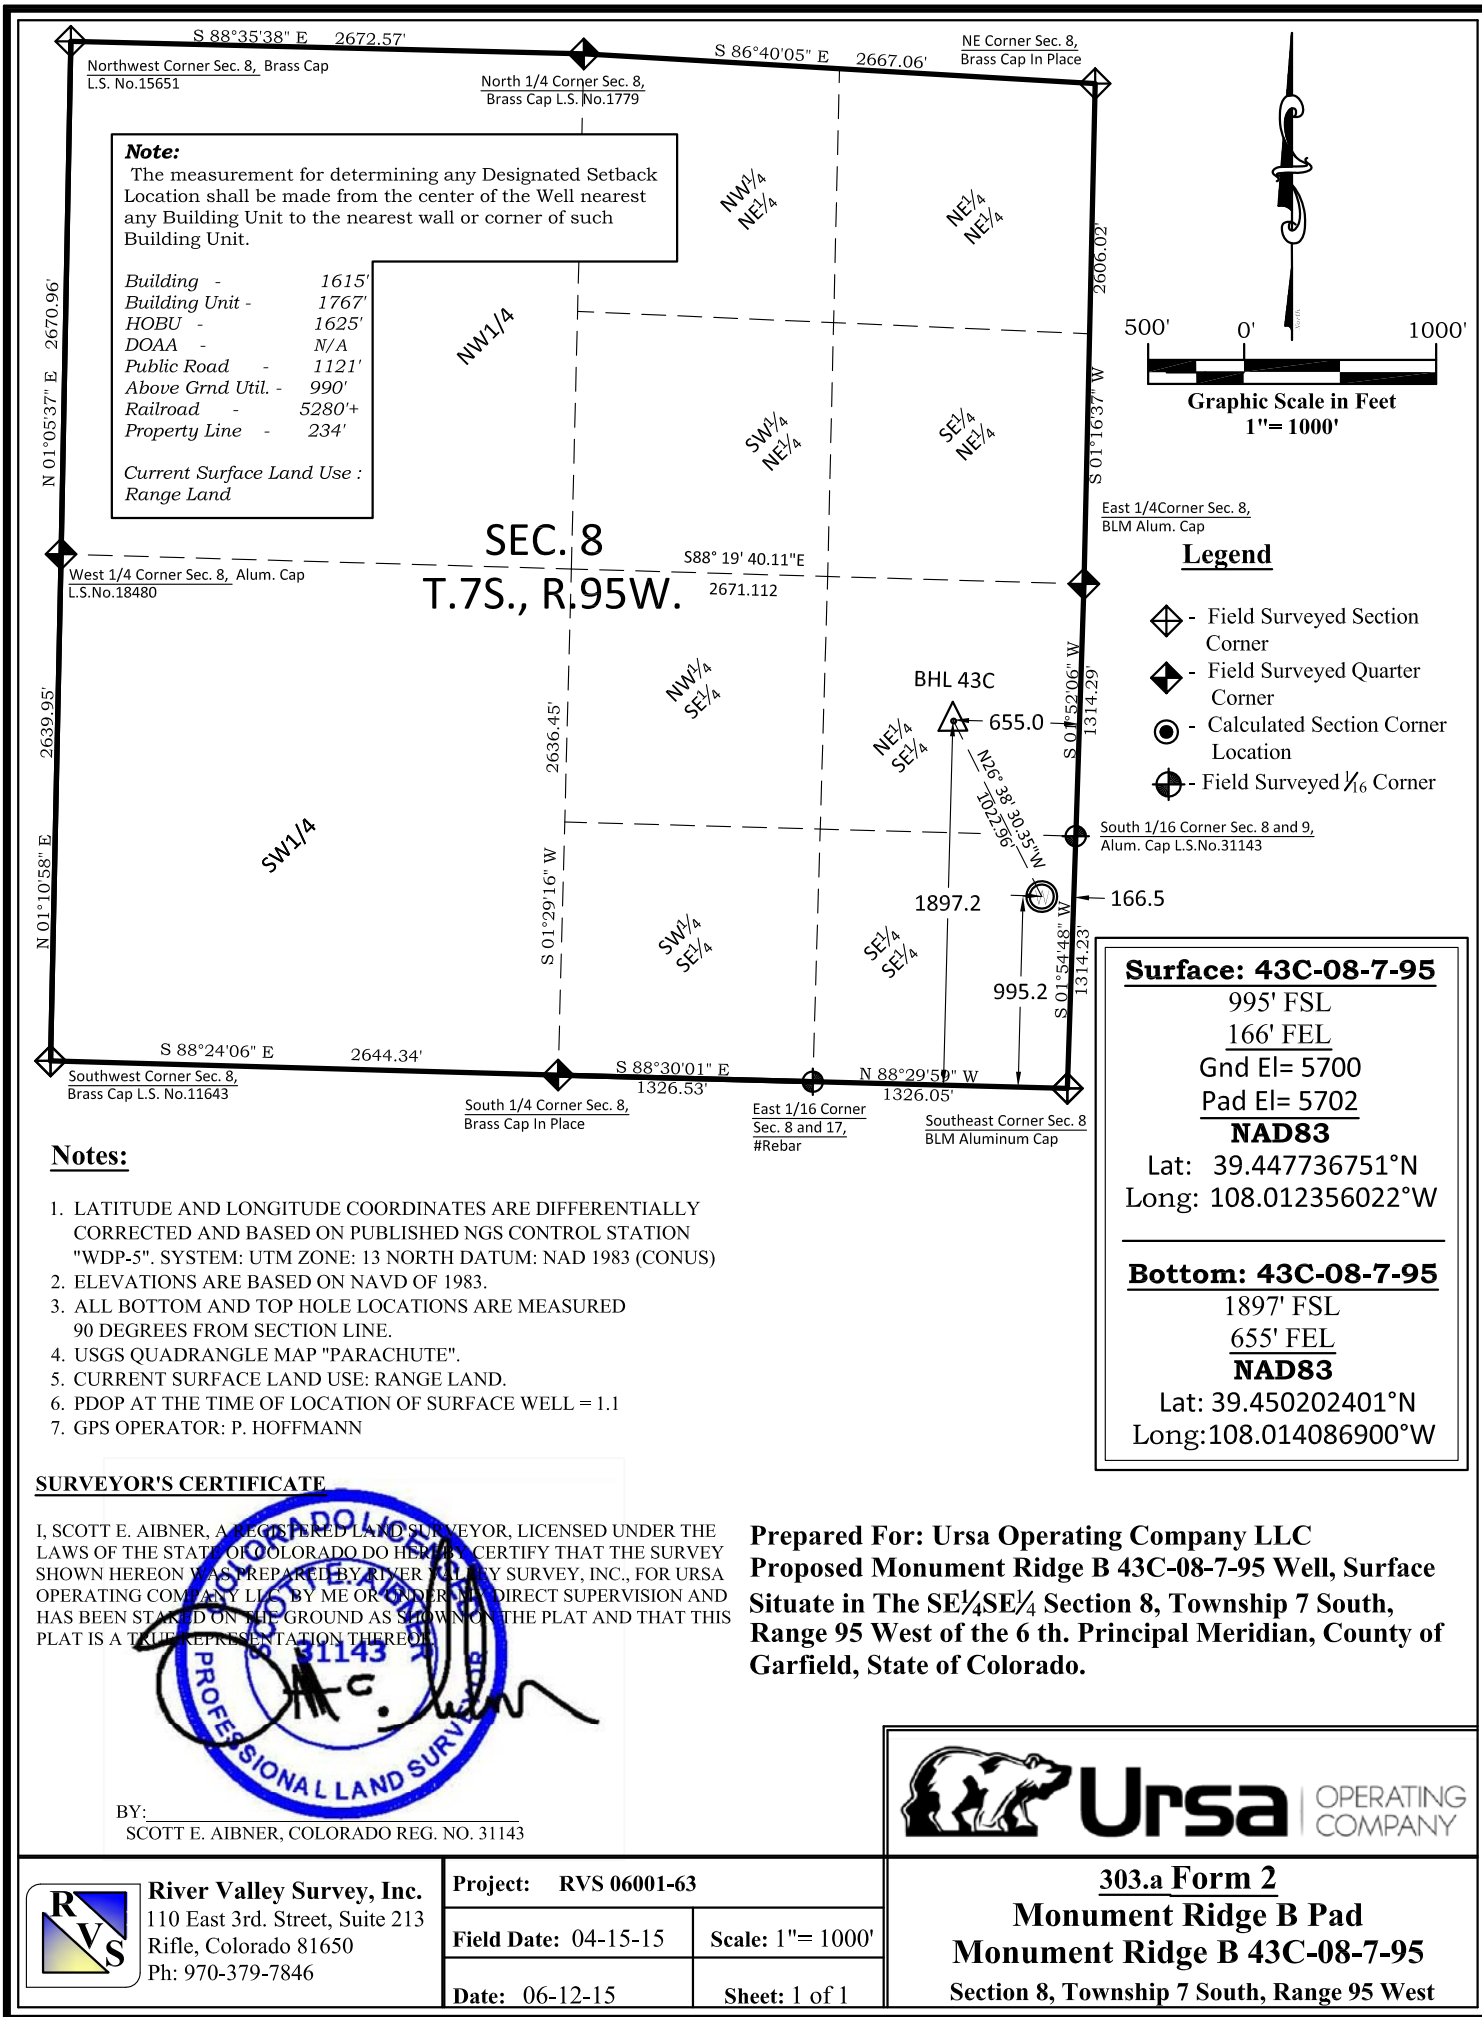 S 88°35'38" E 2672.57'
S 86°40'05" E 2667.06'
NE Corner Sec. 8,
Brass Cap In Place
Northwest Corner Sec. 8, Brass Cap
L.S. No.15651
North 1/4 Corner Sec. 8,
Brass Cap L.S. No.1779
Note:
The measurement for determining any Designated Setback
Location shall be made from the center of the Well nearest
any Building Unit to the nearest wall or corner of such
Building Unit.
Building - 1615'
Building Unit - 1767'
HOBU - 1625'
DOAA - N/A
Public Road - 1121'
Above Grnd Util. - 990'
Railroad - 5280'+
Property Line - 234'
Current Surface Land Use :
Range Land
N 01°05'37" E 2670.96'
NW1/4
NW¼
NE¼
NE¼
NE¼
SW¼
NE¼
SE¼
NE¼
2606.02'
S 01°16'37" W
North
500' 0' 1000'
Graphic Scale in Feet
1"= 1000'
East 1/4Corner Sec. 8,
BLM Alum. Cap
SEC. 8
T.7S., R.95W.
S88° 19' 40.11"E
2671.112
West 1/4 Corner Sec. 8, Alum. Cap
L.S.No.18480
Legend
- Field Surveyed Section
Corner
- Field Surveyed Quarter
Corner
- Calculated Section Corner
Location
- Field Surveyed 1/16 Corner
N 01°10'58" E 2639.95'
SW1/4
2636.45'
S 01°29'16" W
NW¼
SE¼
NE¼
SE¼
BHL 43C
655.0
S 01°52'06" W
1314.29'
N26° 38' 30.35"W
1022.96'
South 1/16 Corner Sec. 8 and 9,
Alum. Cap L.S.No.31143
W
166.5
1897.2
995.2
SW¼
SE¼
SE¼
SE¼
S 01°54'48" W
1314.23'
S 88°24'06" E 2644.34'
S 88°30'01" E
1326.53'
N 88°29'59" W
1326.05'
Southwest Corner Sec. 8,
Brass Cap L.S. No.11643
South 1/4 Corner Sec. 8,
Brass Cap In Place
East 1/16 Corner
Sec. 8 and 17,
#Rebar
Southeast Corner Sec. 8
BLM Aluminum Cap
Surface: 43C-08-7-95
995' FSL
166' FEL
Gnd El= 5700
Pad El= 5702
NAD83
Lat: 39.447736751°N
Long: 108.012356022°W
Bottom: 43C-08-7-95
1897' FSL
655' FEL
NAD83
Lat: 39.450202401°N
Long:108.014086900°W
Notes:
1. LATITUDE AND LONGITUDE COORDINATES ARE DIFFERENTIALLY
CORRECTED AND BASED ON PUBLISHED NGS CONTROL STATION
"WDP-5". SYSTEM: UTM ZONE: 13 NORTH DATUM: NAD 1983 (CONUS)
2. ELEVATIONS ARE BASED ON NAVD OF 1983.
3. ALL BOTTOM AND TOP HOLE LOCATIONS ARE MEASURED
90 DEGREES FROM SECTION LINE.
4. USGS QUADRANGLE MAP "PARACHUTE".
5. CURRENT SURFACE LAND USE: RANGE LAND.
6. PDOP AT THE TIME OF LOCATION OF SURFACE WELL = 1.1
7. GPS OPERATOR: P. HOFFMANN
SURVEYOR'S CERTIFICATE
I, SCOTT E. AIBNER, A REGISTERED LAND SURVEYOR, LICENSED UNDER THE
LAWS OF THE STATE OF COLORADO DO HEREBY CERTIFY THAT THE SURVEY
SHOWN HEREON WAS PREPARED BY RIVER VALLEY SURVEY, INC., FOR URSA
OPERATING COMPANY LLC, BY ME OR UNDER MY DIRECT SUPERVISION AND
HAS BEEN STAKED ON THE GROUND AS SHOWN ON THE PLAT AND THAT THIS
PLAT IS A TRUE REPRESENTATION THEREOF.
COLORADO LICENSED
SCOTT E. AIBNER
31143
PROFESSIONAL LAND SURVEYOR
BY:
SCOTT E. AIBNER, COLORADO REG. NO. 31143
Prepared For: Ursa Operating Company LLC
Proposed Monument Ridge B 43C-08-7-95 Well, Surface
Situate in The SE¼SE¼ Section 8, Township 7 South,
Range 95 West of the 6 th. Principal Meridian, County of
Garfield, State of Colorado.
Ursa OPERATING
COMPANY
RVS
River Valley Survey, Inc.
110 East 3rd. Street, Suite 213
Rifle, Colorado 81650
Ph: 970-379-7846
Project: RVS 06001-63
Field Date: 04-15-15
Scale: 1"= 1000'
Date: 06-12-15
Sheet: 1 of 1
303.a Form 2
Monument Ridge B Pad
Monument Ridge B 43C-08-7-95
Section 8, Township 7 South, Range 95 West